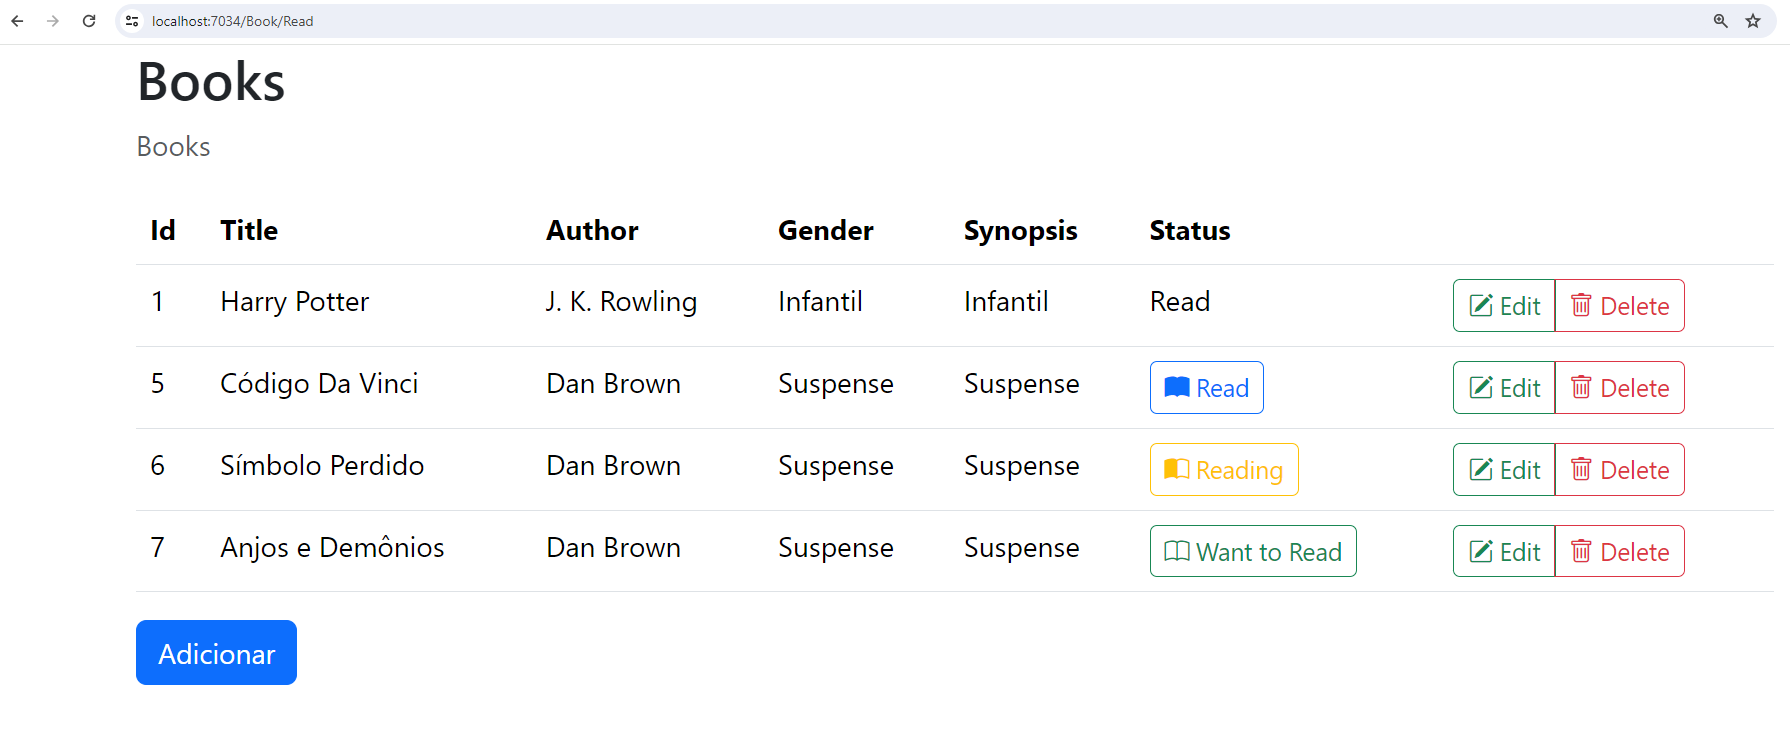 localhost:7034/Book/Read
Books
Books
Id Title Author Gender Synopsis Status
1 Harry Potter J. K. Rowling Infantil Infantil Read Edit Delete
5 Código Da Vinci Dan Brown Suspense Suspense Read Edit Delete
6 Símbolo Perdido Dan Brown Suspense Suspense Reading Edit Delete
7 Anjos e Demônios Dan Brown Suspense Suspense Want to Read Edit Delete
Adicionar